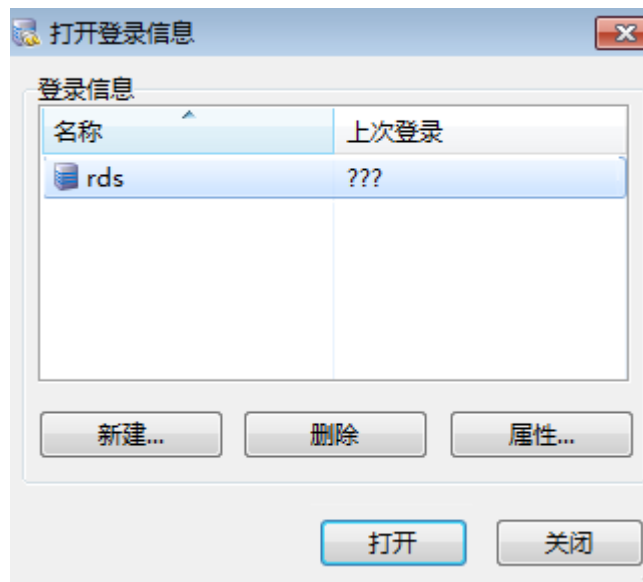 打开登录信息
登录信息
名称 上次登录
rds ???
新建... 删除 属性...
打开 关闭